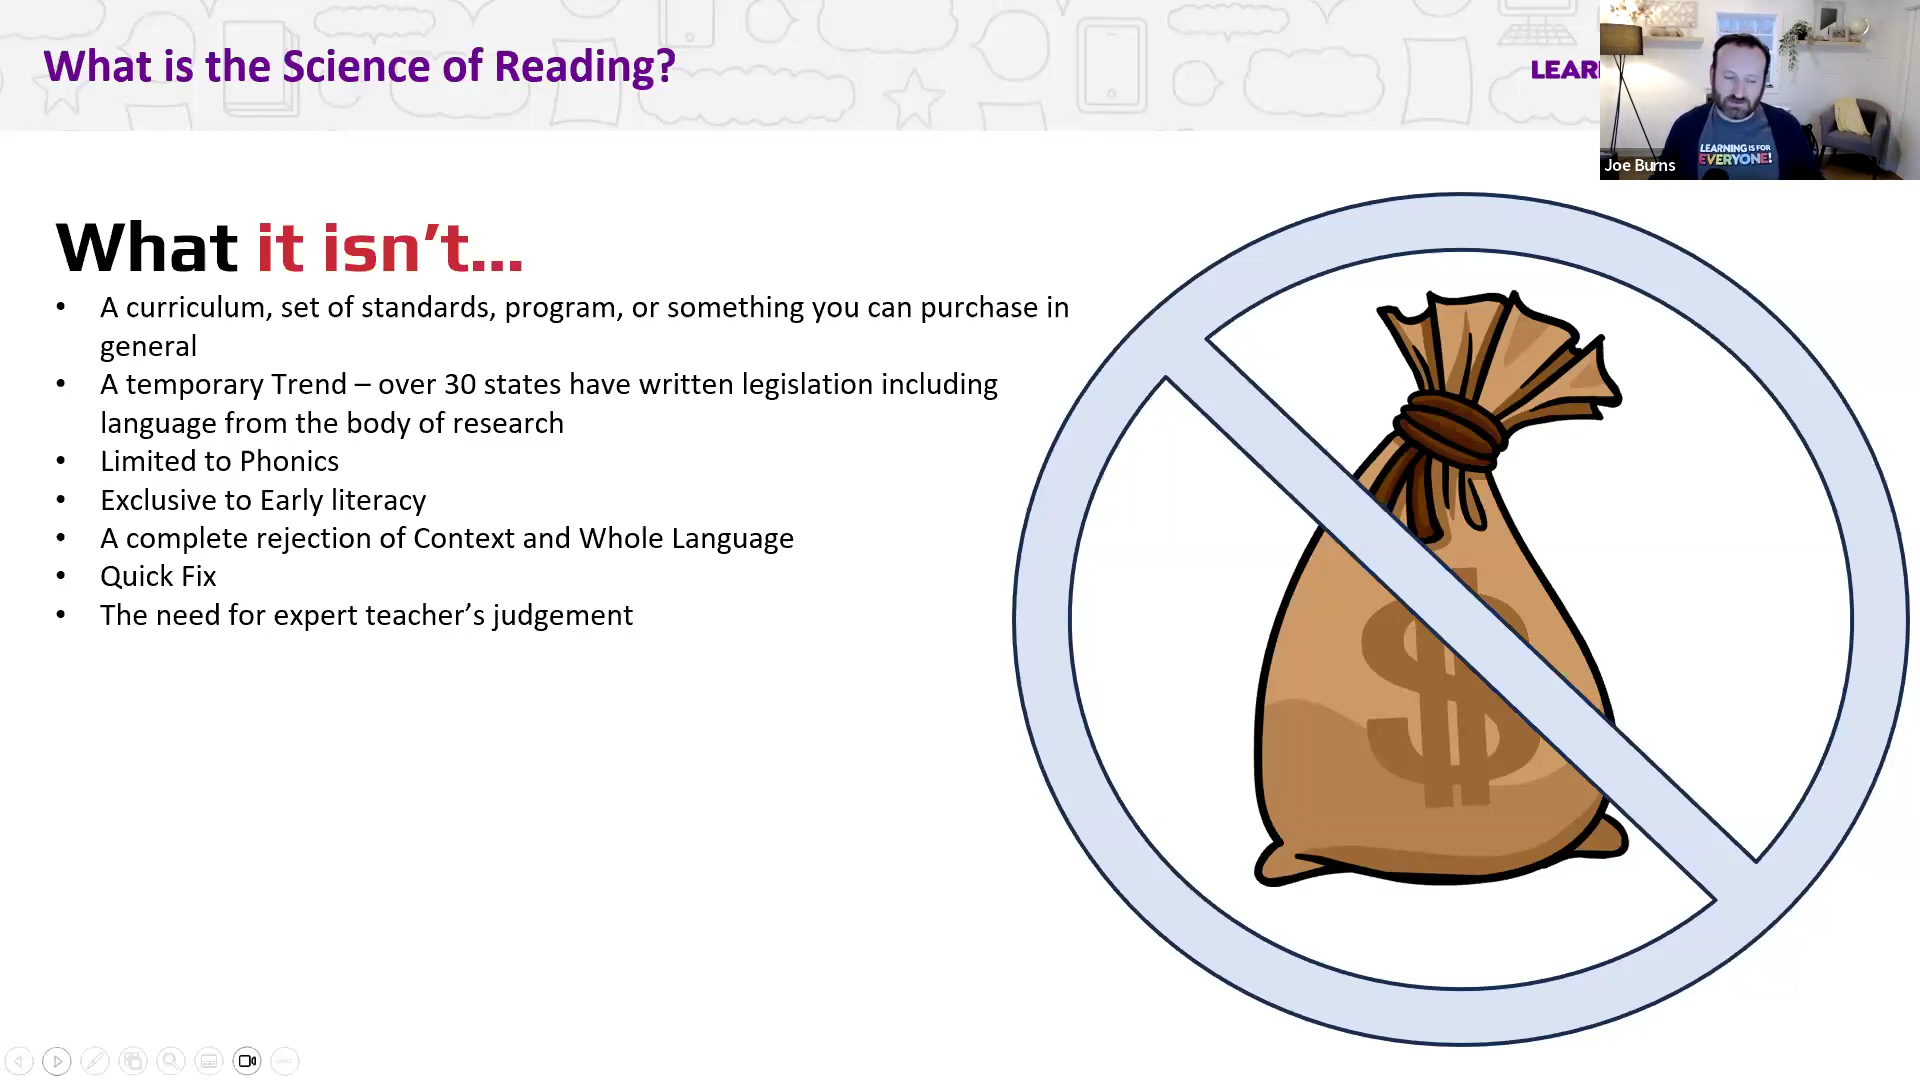 What is the Science of Reading?
LEAR
LEARNING IS FOR
EVERYONE!
Joe Burns
What it isn’t...
• A curriculum, set of standards, program, or something you can purchase in
general
• A temporary Trend – over 30 states have written legislation including
language from the body of research
• Limited to Phonics
• Exclusive to Early literacy
• A complete rejection of Context and Whole Language
• Quick Fix
• The need for expert teacher’s judgement
$